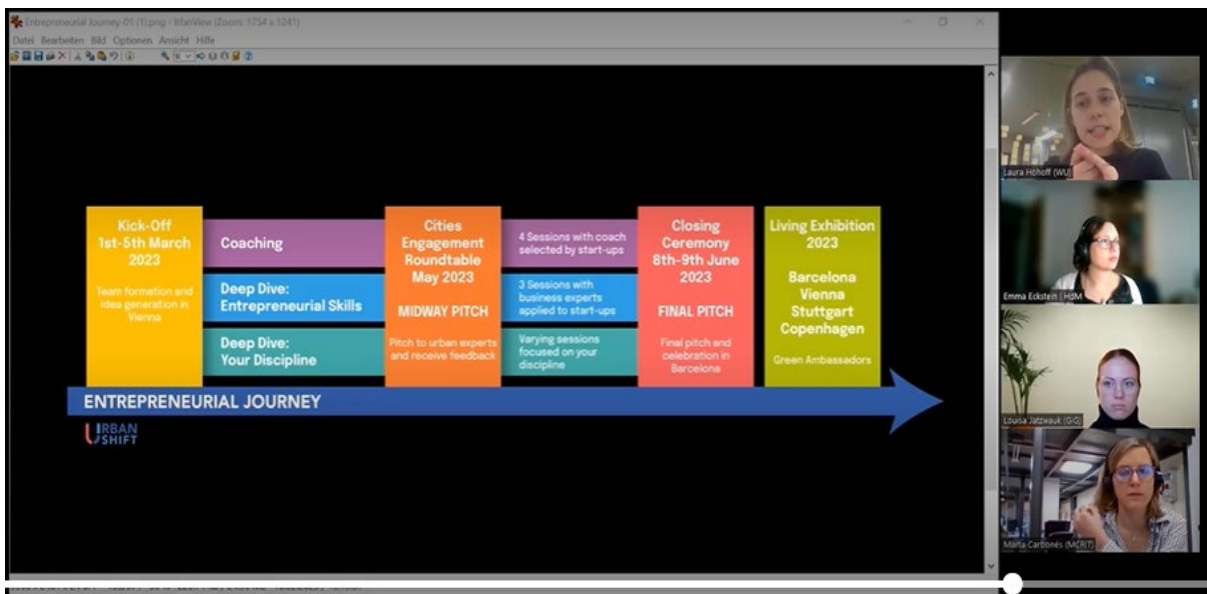 Entrepreneurial Journey-01 (1).png - IrfanView (Zoom: 1754 x 1241)
Datei Bearbeiten Bild Optionen Ansicht Hilfe
Kick-Off
1st-5th March
2023
Team formation and
idea generation in
Vienna
Coaching
Deep Dive:
Entrepreneurial Skills
Deep Dive:
Your Discipline
Cities
Engagement
Roundtable
May 2023
MIDWAY PITCH
Pitch to urban experts
and receive feedback
4 Sessions with coach
selected by start-ups
3 Sessions with
business experts
applied to start-ups
Varying sessions
focused on your
discipline
Closing
Ceremony
8th-9th June
2023
FINAL PITCH
Final pitch and
celebration in
Barcelona
Living Exhibition
2023
Barcelona
Vienna
Stuttgart
Copenhagen
Green Ambassadors
ENTREPRENEURIAL JOURNEY
URBAN
SHIFT
Laura Hohoff (WU)
Emma Eckstein | HdM
Louisa Jatzwauk (GIG)
Marta Carbonés (MCRIT)